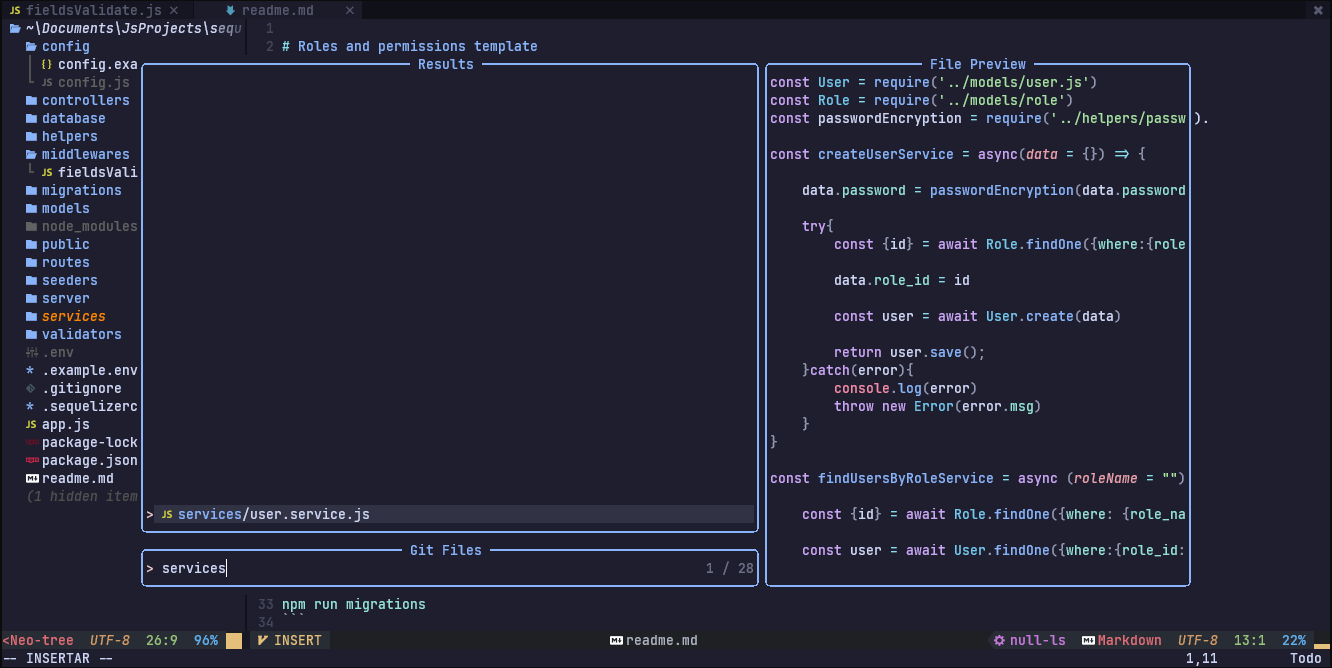 JS fieldsValidate.js × readme.md ×
~\Documents\JsProjects\sequ
config
{} config.exa
JS config.js
controllers
database
helpers
middlewares
JS fieldsVali
migrations
models
node_modules
public
routes
seeders
server
services
validators
.env
* .example.env
.gitignore
* .sequelizerc
JS app.js
package-lock
package.json
readme.md
(1 hidden item
1
2 # Roles and permissions template
Results
> JS services/user.service.js
Git Files
> services 1 / 28
File Preview
const User = require('../models/user.js')
const Role = require('../models/role')
const passwordEncryption = require('../helpers/passw ).
const createUserService = async(data = {}) => {
data.password = passwordEncryption(data.password
try{
const {id} = await Role.findOne({where:{role
data.role_id = id
const user = await User.create(data)
return user.save();
}catch(error){
console.log(error)
throw new Error(error.msg)
}
}
const findUsersByRoleService = async (roleName = "")
const {id} = await Role.findOne({where: {role_na
const user = await User.findOne({where:{role_id:
33 npm run migrations
34 ```
<Neo-tree UTF-8 26:9 96% INSERT readme.md null-ls Markdown UTF-8 13:1 22%
-- INSERTAR -- 1,11 Todo